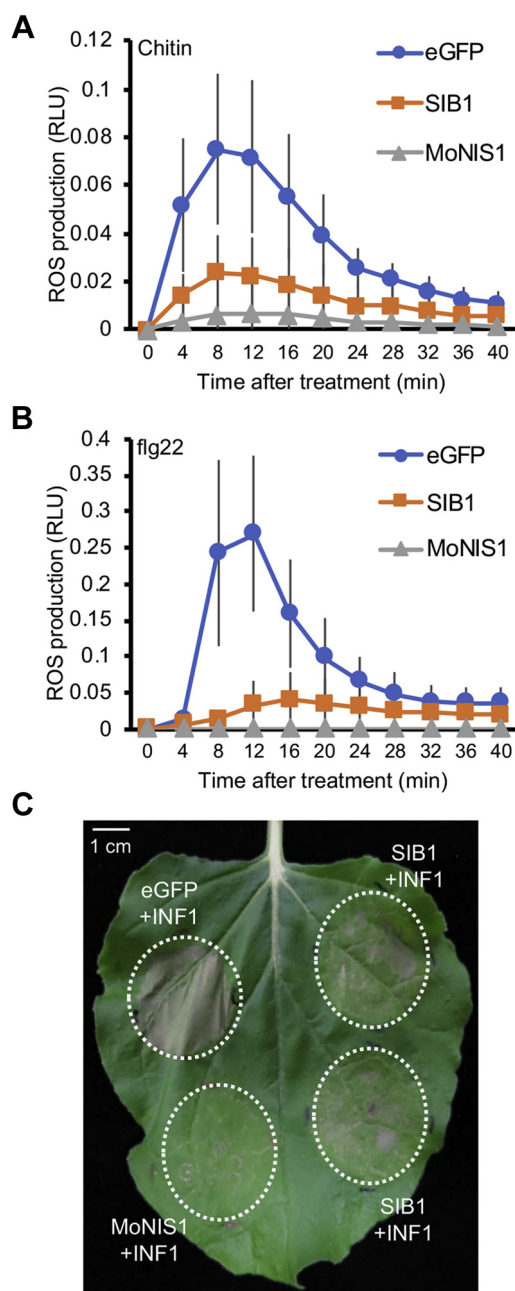 A
Chitin
ROS production (RLU)
0.12
0.1
0.08
0.06
0.04
0.02
0
eGFP
SIB1
MoNIS1
0 4 8 12 16 20 24 28 32 36 40
Time after treatment (min)
B
flg22
ROS production (RLU)
0.4
0.35
0.3
0.25
0.2
0.15
0.1
0.05
0
eGFP
SIB1
MoNIS1
0 4 8 12 16 20 24 28 32 36 40
Time after treatment (min)
C
1 cm
eGFP
+INF1
SIB1
+INF1
MoNIS1
+INF1
SIB1
+INF1